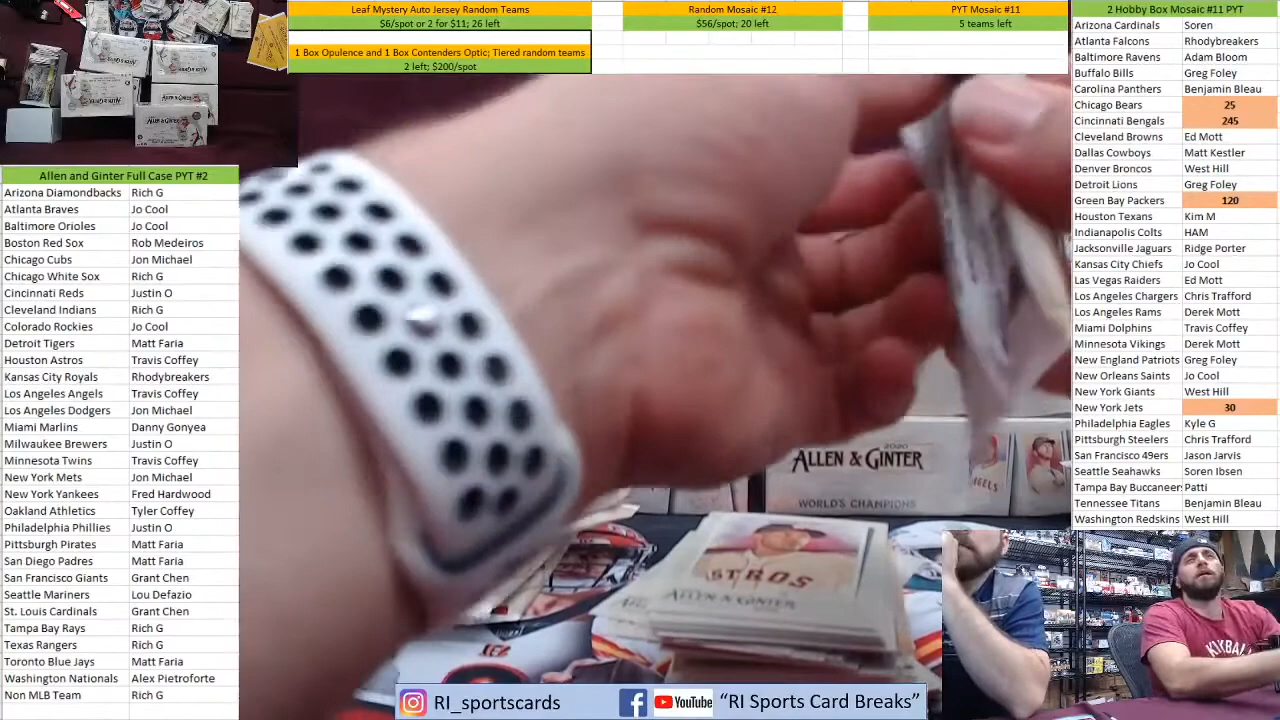 Leaf Mystery Auto Jersey Random Teams
$6/spot or 2 for $11; 26 left
1 Box Opulence and 1 Box Contenders Optic; Tiered random teams
2 left; $200/spot
Random Mosaic #12
$56/spot; 20 left
PYT Mosaic #11
5 teams left
2 Hobby Box Mosaic #11 PYT
Arizona Cardinals Soren
Atlanta Falcons Rhodybreakers
Baltimore Ravens Adam Bloom
Buffalo Bills Greg Foley
Carolina Panthers Benjamin Bleau
Chicago Bears 25
Cincinnati Bengals 245
Cleveland Browns Ed Mott
Dallas Cowboys Matt Kestler
Denver Broncos West Hill
Detroit Lions Greg Foley
Green Bay Packers 120
Houston Texans Kim M
Indianapolis Colts HAM
Jacksonville Jaguars Ridge Porter
Kansas City Chiefs Jo Cool
Las Vegas Raiders Ed Mott
Los Angeles Chargers Chris Trafford
Los Angeles Rams Derek Mott
Miami Dolphins Travis Coffey
Minnesota Vikings Derek Mott
New England Patriots Greg Foley
New Orleans Saints Jo Cool
New York Giants West Hill
New York Jets 30
Philadelphia Eagles Kyle G
Pittsburgh Steelers Chris Trafford
San Francisco 49ers Jason Jarvis
Seattle Seahawks Soren Ibsen
Tampa Bay Buccaneers Patti
Tennessee Titans Benjamin Bleau
Washington Redskins West Hill
Allen and Ginter Full Case PYT #2
Arizona Diamondbacks Rich G
Atlanta Braves Jo Cool
Baltimore Orioles Jo Cool
Boston Red Sox Rob Medeiros
Chicago Cubs Jon Michael
Chicago White Sox Rich G
Cincinnati Reds Justin O
Cleveland Indians Rich G
Colorado Rockies Jo Cool
Detroit Tigers Matt Faria
Houston Astros Travis Coffey
Kansas City Royals Rhodybreakers
Los Angeles Angels Travis Coffey
Los Angeles Dodgers Jon Michael
Miami Marlins Danny Gonyea
Milwaukee Brewers Justin O
Minnesota Twins Travis Coffey
New York Mets Jon Michael
New York Yankees Fred Hardwood
Oakland Athletics Tyler Coffey
Philadelphia Phillies Justin O
Pittsburgh Pirates Matt Faria
San Diego Padres Matt Faria
San Francisco Giants Grant Chen
Seattle Mariners Lou Defazio
St. Louis Cardinals Grant Chen
Tampa Bay Rays Rich G
Texas Rangers Rich G
Toronto Blue Jays Matt Faria
Washington Nationals Alex Pietroforte
Non MLB Team Rich G
2020
ALLEN & GINTER
WORLD'S CHAMPIONS
ANGELS
STROS
ALLEN & GINTER
KICKBALL
RI_sportscards
YouTube
"RI Sports Card Breaks"